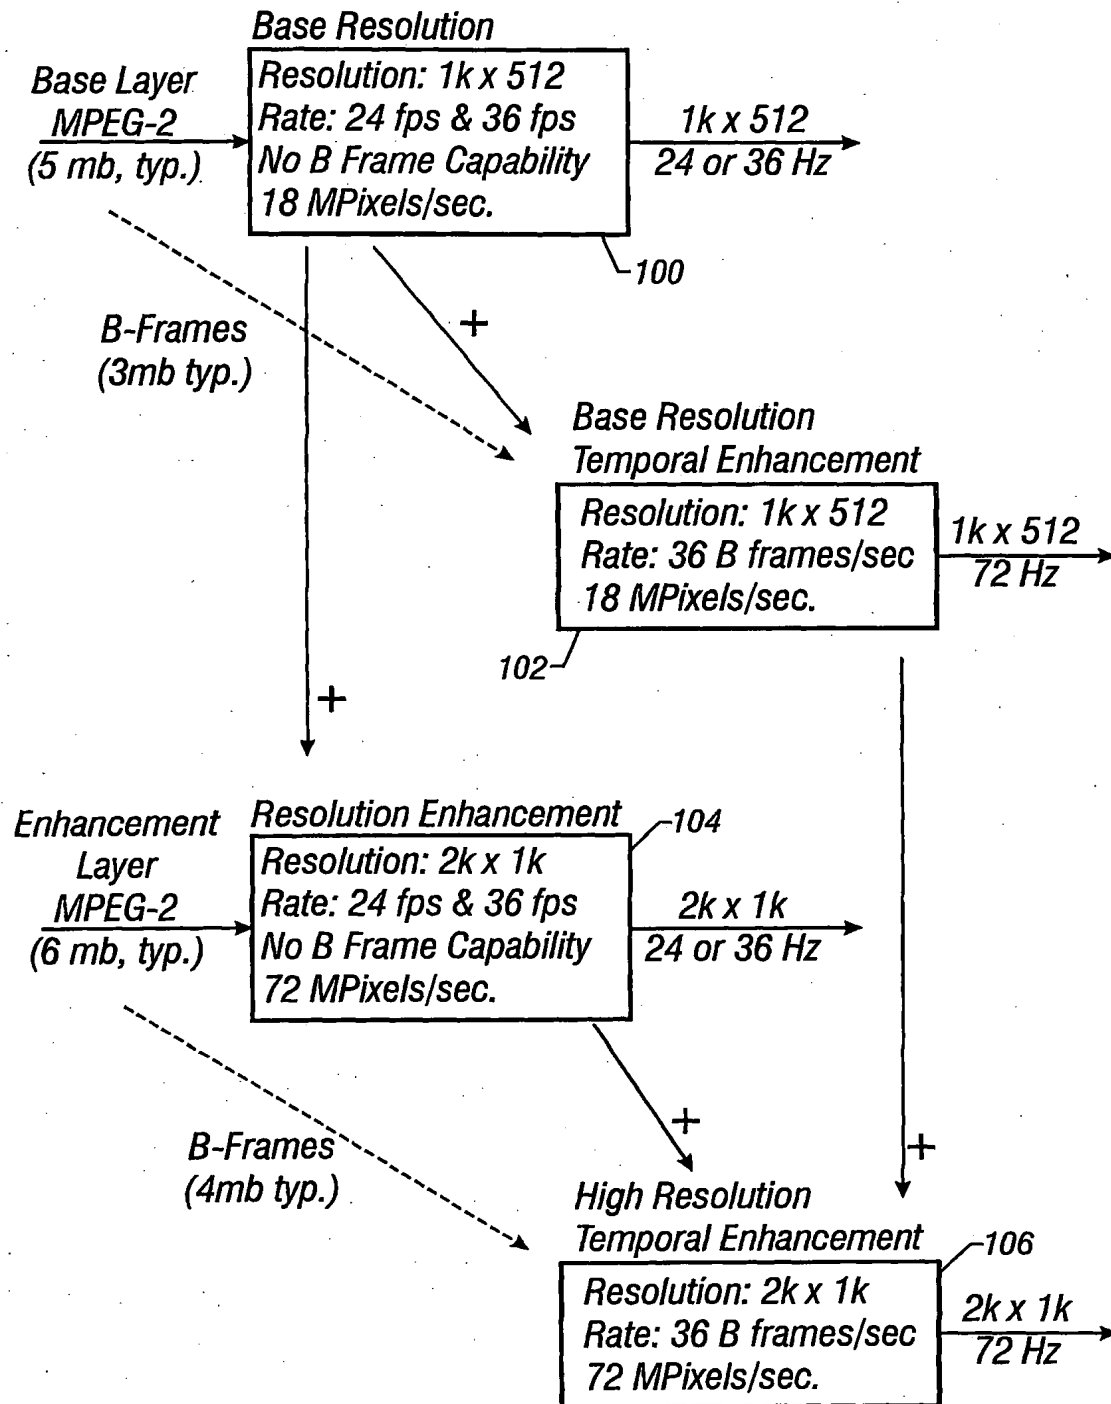 Base Resolution
Base Layer
MPEG-2
(5 mb, typ.)
Resolution: 1k x 512
Rate: 24 fps & 36 fps
No B Frame Capability
18 MPixels/sec.
1k x 512
24 or 36 Hz
100
+
B-Frames
(3mb typ.)
Base Resolution
Temporal Enhancement
Resolution: 1k x 512
Rate: 36 B frames/sec
18 MPixels/sec.
1k x 512
72 Hz
102
+
Enhancement
Layer
MPEG-2
(6 mb, typ.)
Resolution Enhancement
104
Resolution: 2k x 1k
Rate: 24 fps & 36 fps
No B Frame Capability
72 MPixels/sec.
2k x 1k
24 or 36 Hz
+
+
B-Frames
(4mb typ.)
High Resolution
Temporal Enhancement
106
Resolution: 2k x 1k
Rate: 36 B frames/sec
72 MPixels/sec.
2k x 1k
72 Hz